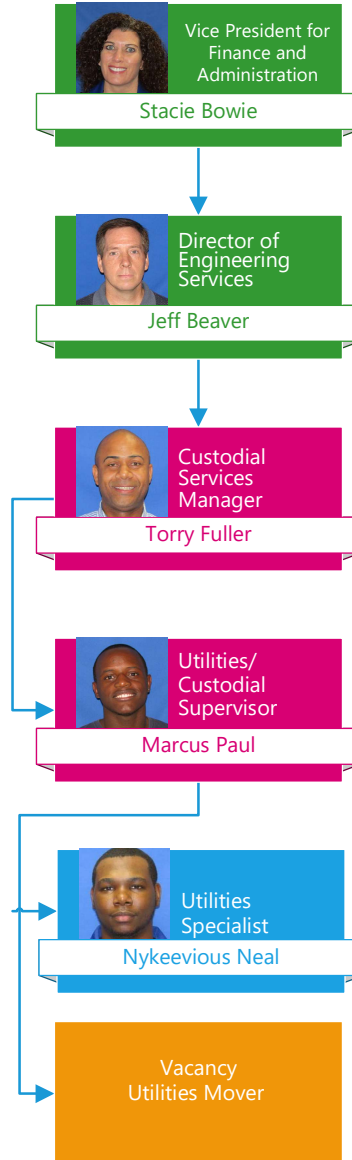 Vice President for
Finance and
Administration
Stacie Bowie
Director of
Engineering
Services
Jeff Beaver
Custodial
Services
Manager
Torry Fuller
Utilities/
Custodial
Supervisor
Marcus Paul
Utilities
Specialist
Nykeevious Neal
Vacancy
Utilities Mover